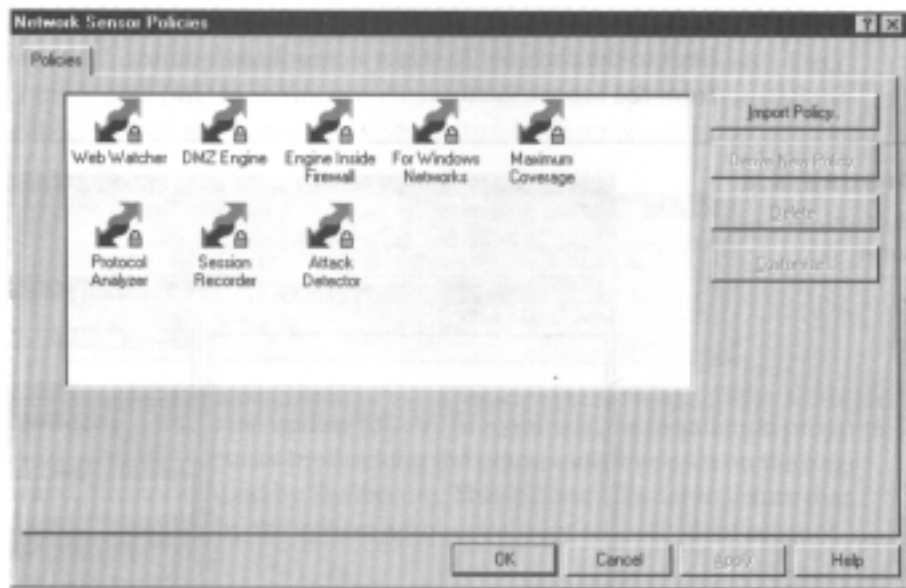 Network Sensor Policies
Policies
Web Watcher
DMZ Engine
Engine Inside
Firewall
For Windows
Networks
Maximum
Coverage
Protocol
Analyzer
Session
Recorder
Attack
Detector
Import Policy..
Derive New Policy
Delete
Customize...
OK
Cancel
Apply
Help